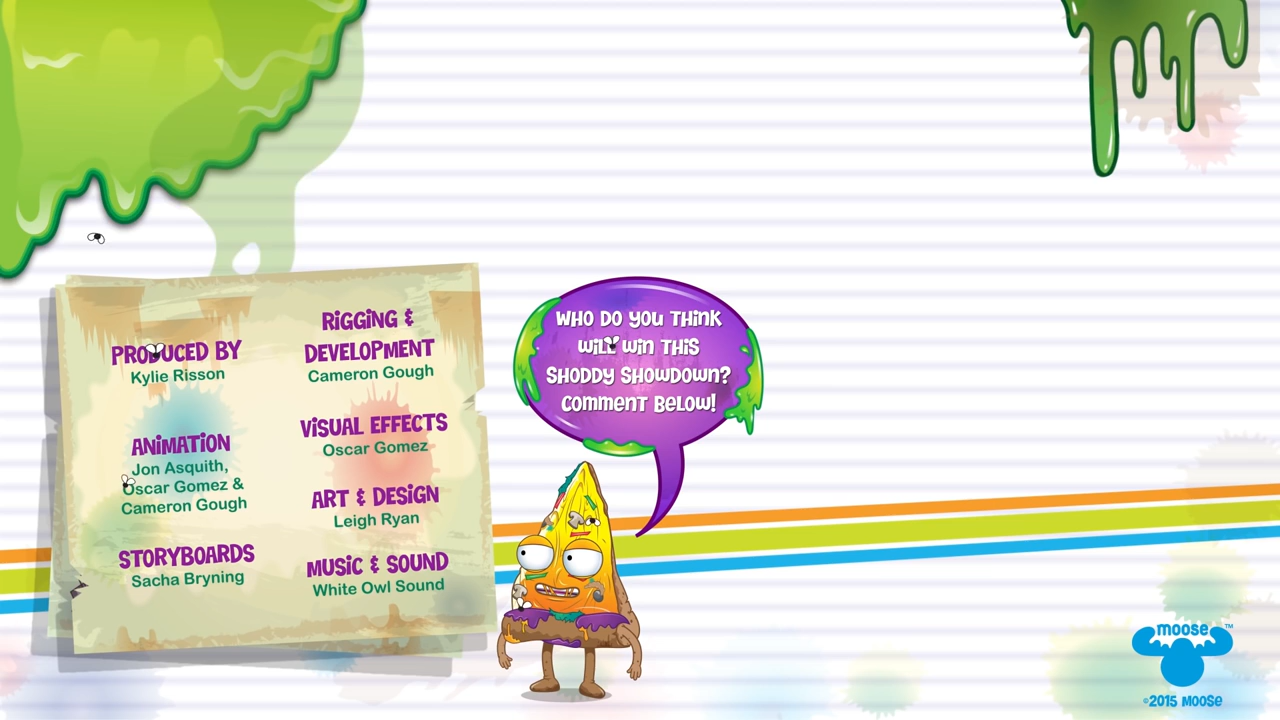 PRODUCED BY
Kylie Risson
ANIMATION
Jon Asquith,
Oscar Gomez &
Cameron Gough
STORYBOARDS
Sacha Bryning
RIGGING &
DEVELOPMENT
Cameron Gough
VISUAL EFFECTS
Oscar Gomez
ART & DESIGN
Leigh Ryan
MUSIC & SOUND
White Owl Sound
WHO DO YOU THINK
WILL WIN THIS
SHODDY SHOWDOWN?
COMMENT BELOW!
moose™
©2015 MOOSE